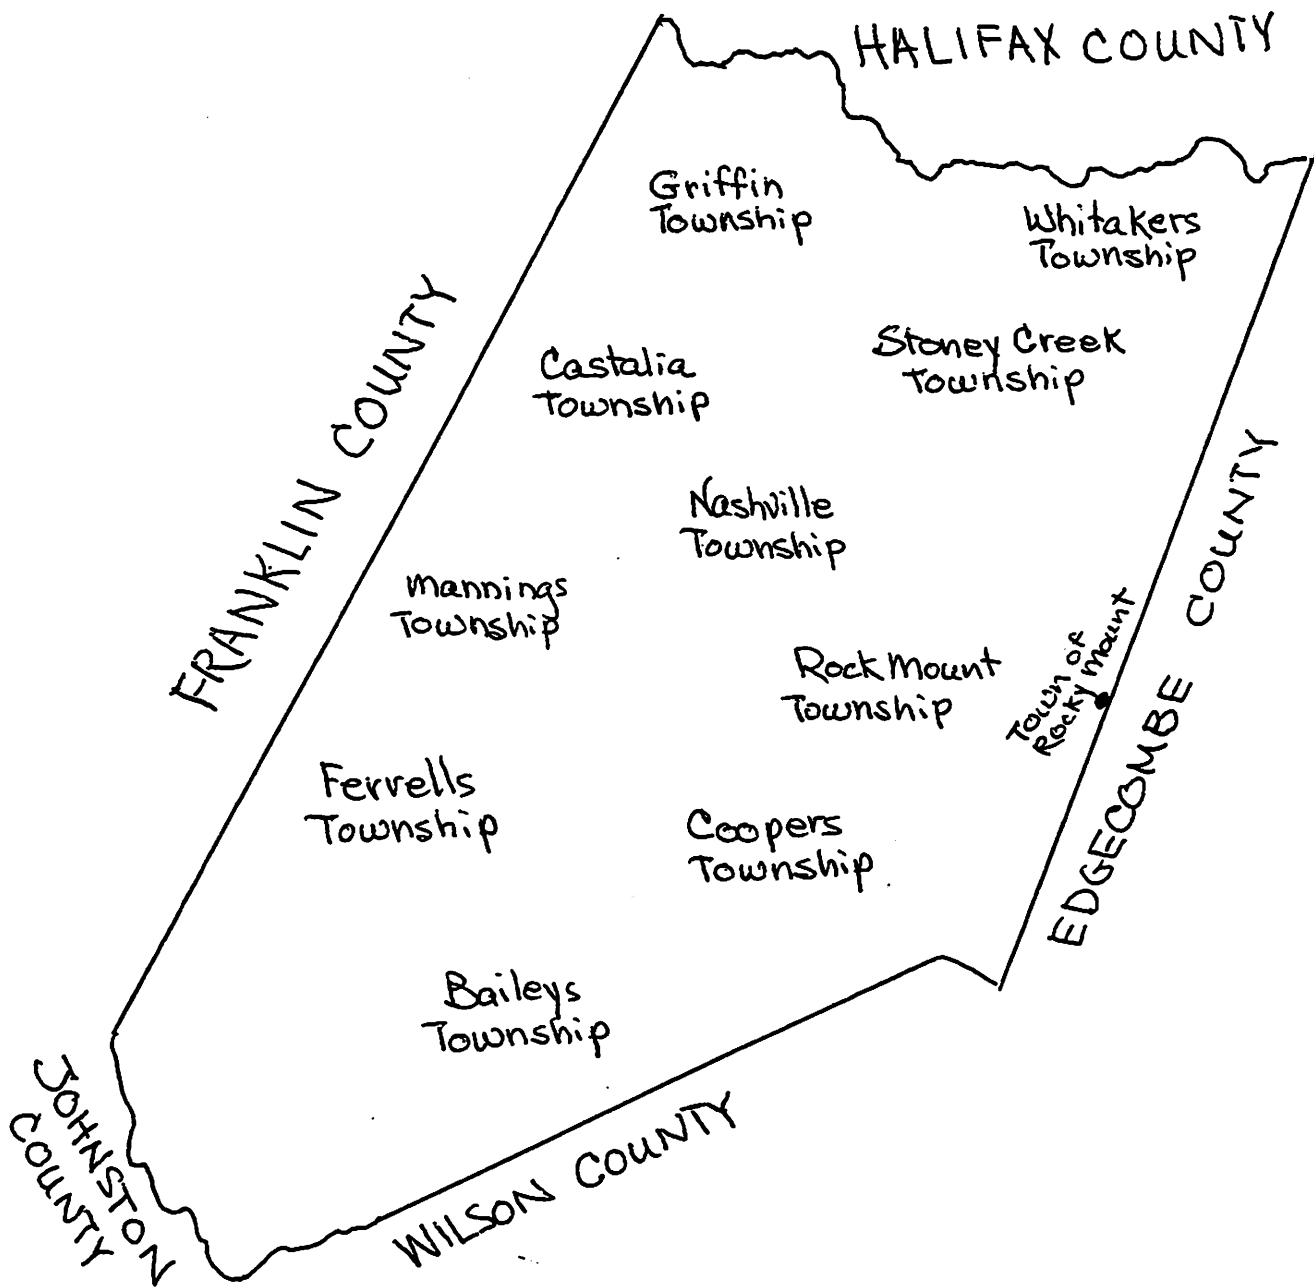 HALIFAX COUNTY
Griffin
Township
Whitakers
Township
Stoney Creek
Township
Castalia
Township
FRANKLIN COUNTY
Nashville
Township
Mannings
Township
Rock Mount
Township
Town of
Rocky Mount
EDGECOMBE COUNTY
Ferrells
Township
Coopers
Township
Baileys
Township
JOHNSTON
COUNTY
WILSON COUNTY